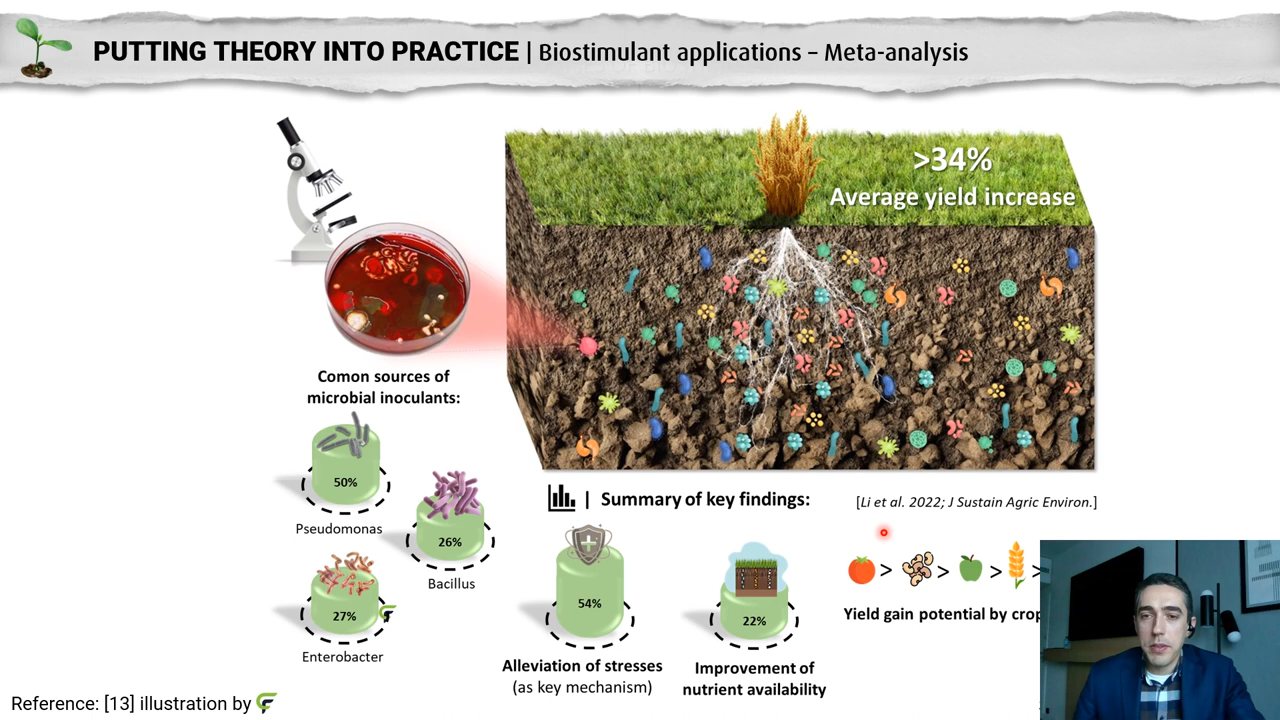 PUTTING THEORY INTO PRACTICE | Biostimulant applications – Meta-analysis
>34%
Average yield increase
Comon sources of
microbial inoculants:
50%
Pseudomonas
26%
Bacillus
27%
Enterobacter
| Summary of key findings:
[Li et al. 2022; J Sustain Agric Environ.]
54%
Alleviation of stresses
(as key mechanism)
22%
Improvement of
nutrient availability
> > > >
Yield gain potential by
Reference: [13] illustration by